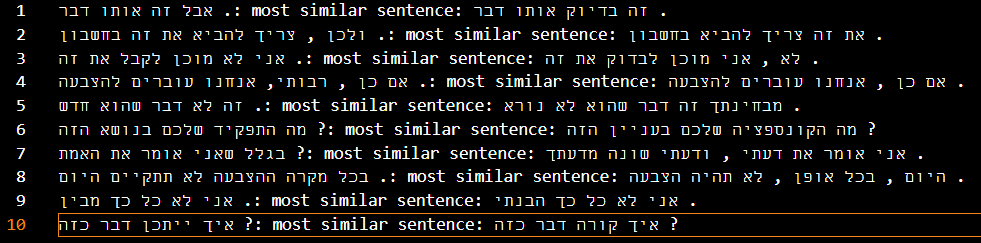 1 אבל זה אותו דבר .: most similar sentence: זה בדיוק אותו דבר .
2 ולכן , צריך להביא את זה בחשבון .: most similar sentence: את זה צריך להביא בחשבון .
3 אני לא מוכן לקבל את זה .: most similar sentence: לא , אני מוכן לבדוק את זה .
4 אם כן , רבותי, אנחנו עוברים להצבעה .: most similar sentence: אם כן , אנחנו עוברים להצבעה .
5 זה לא דבר שהוא חדש .: most similar sentence: מבחינתך זה דבר שהוא לא נורא .
6 מה התפקיד שלכם בנושא הזה ?: most similar sentence: מה הקונספציה שלכם בעניין הזה ?
7 בגלל שאני אומר את האמת ?: most similar sentence: אני אומר את דעתי , ודעתי שונה מדעתך .
8 בכל מקרה ההצבעה לא תתקיים היום .: most similar sentence: היום , בכל אופן , לא תהיה הצבעה .
9 אני לא כל כך מבין .: most similar sentence: אני לא כל כך הבנתי .
10 איך ייתכן דבר כזה ?: most similar sentence: איך קורה דבר כזה ?